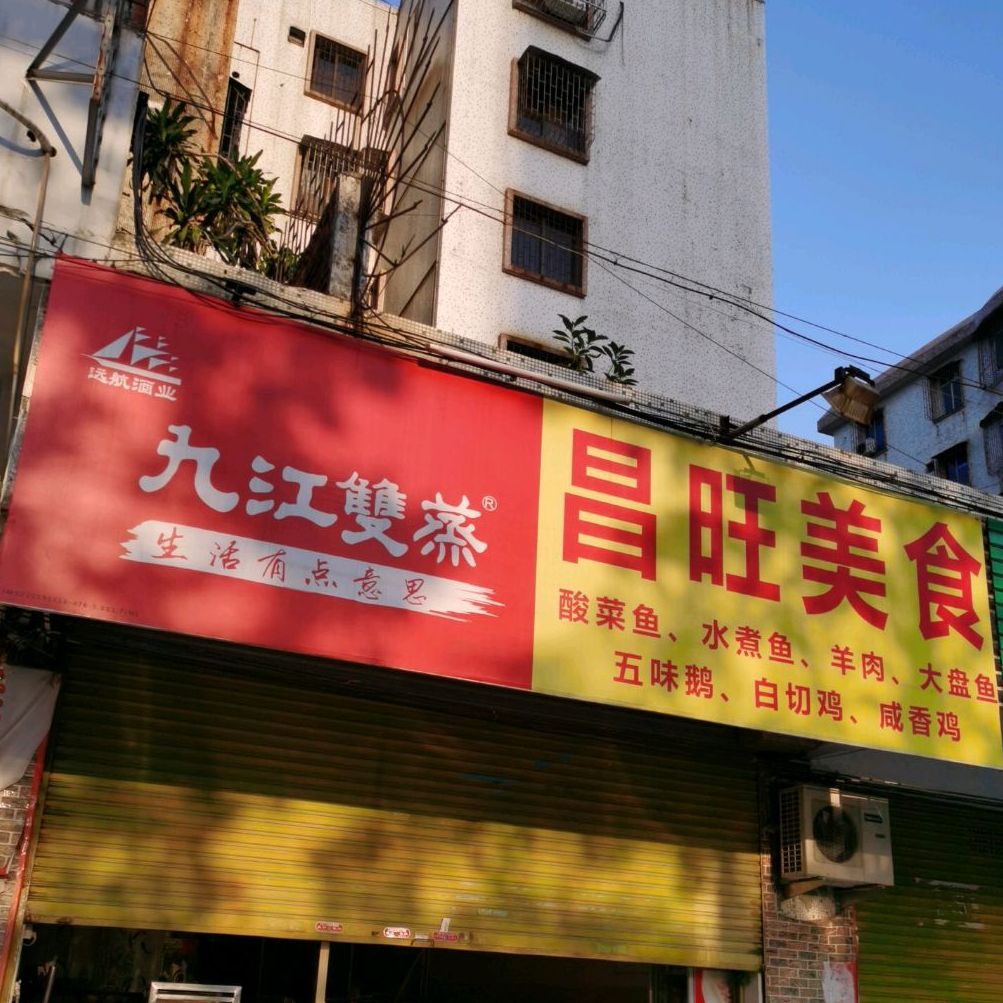 远航酒业
九江雙蒸®
生活有点意思
昌旺美食
酸菜鱼、水煮鱼、羊肉、大盘鱼
五味鹅、白切鸡、咸香鸡